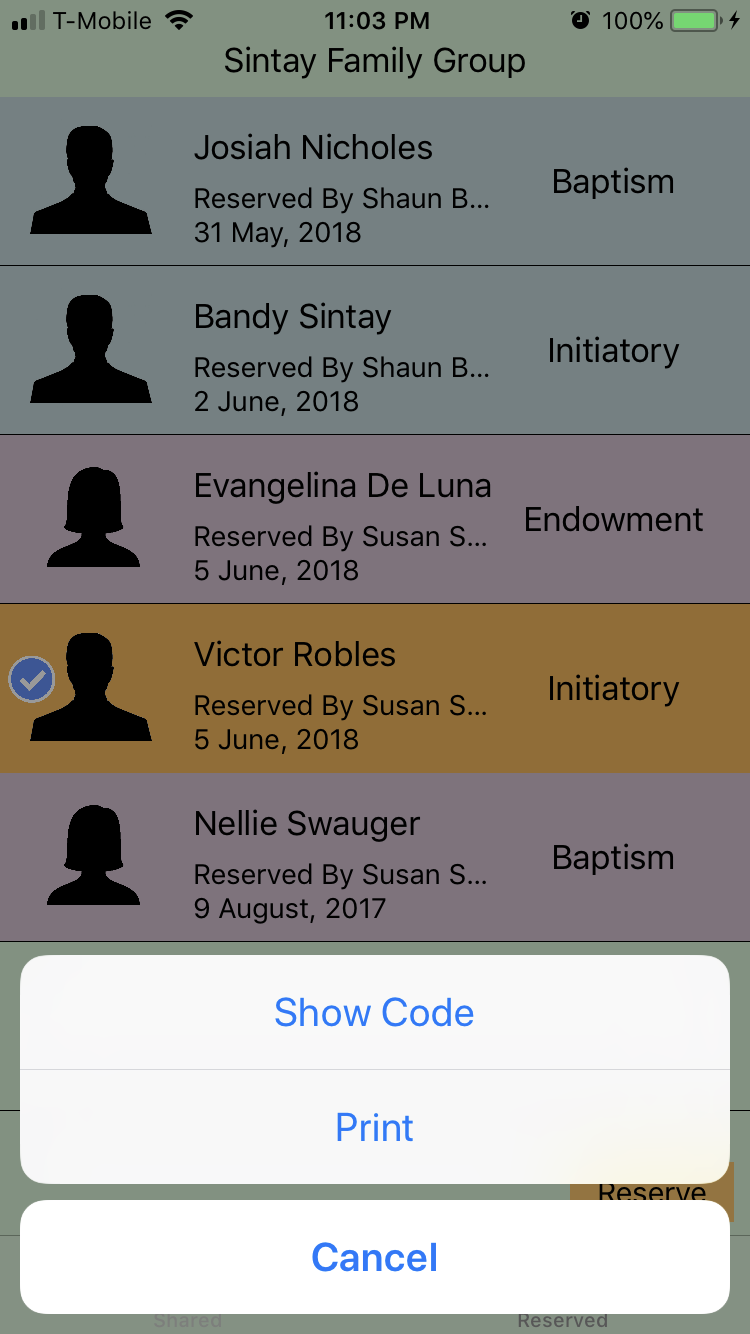 T-Mobile 11:03 PM 100%
Sintay Family Group
Josiah Nicholes
Baptism
Reserved By Shaun B...
31 May, 2018
Bandy Sintay
Initiatory
Reserved By Shaun B...
2 June, 2018
Evangelina De Luna
Endowment
Reserved By Susan S...
5 June, 2018
Victor Robles
Initiatory
Reserved By Susan S...
5 June, 2018
Nellie Swauger
Baptism
Reserved By Susan S...
9 August, 2017
Show Code
Print
Reserve
Cancel
Shared Reserved